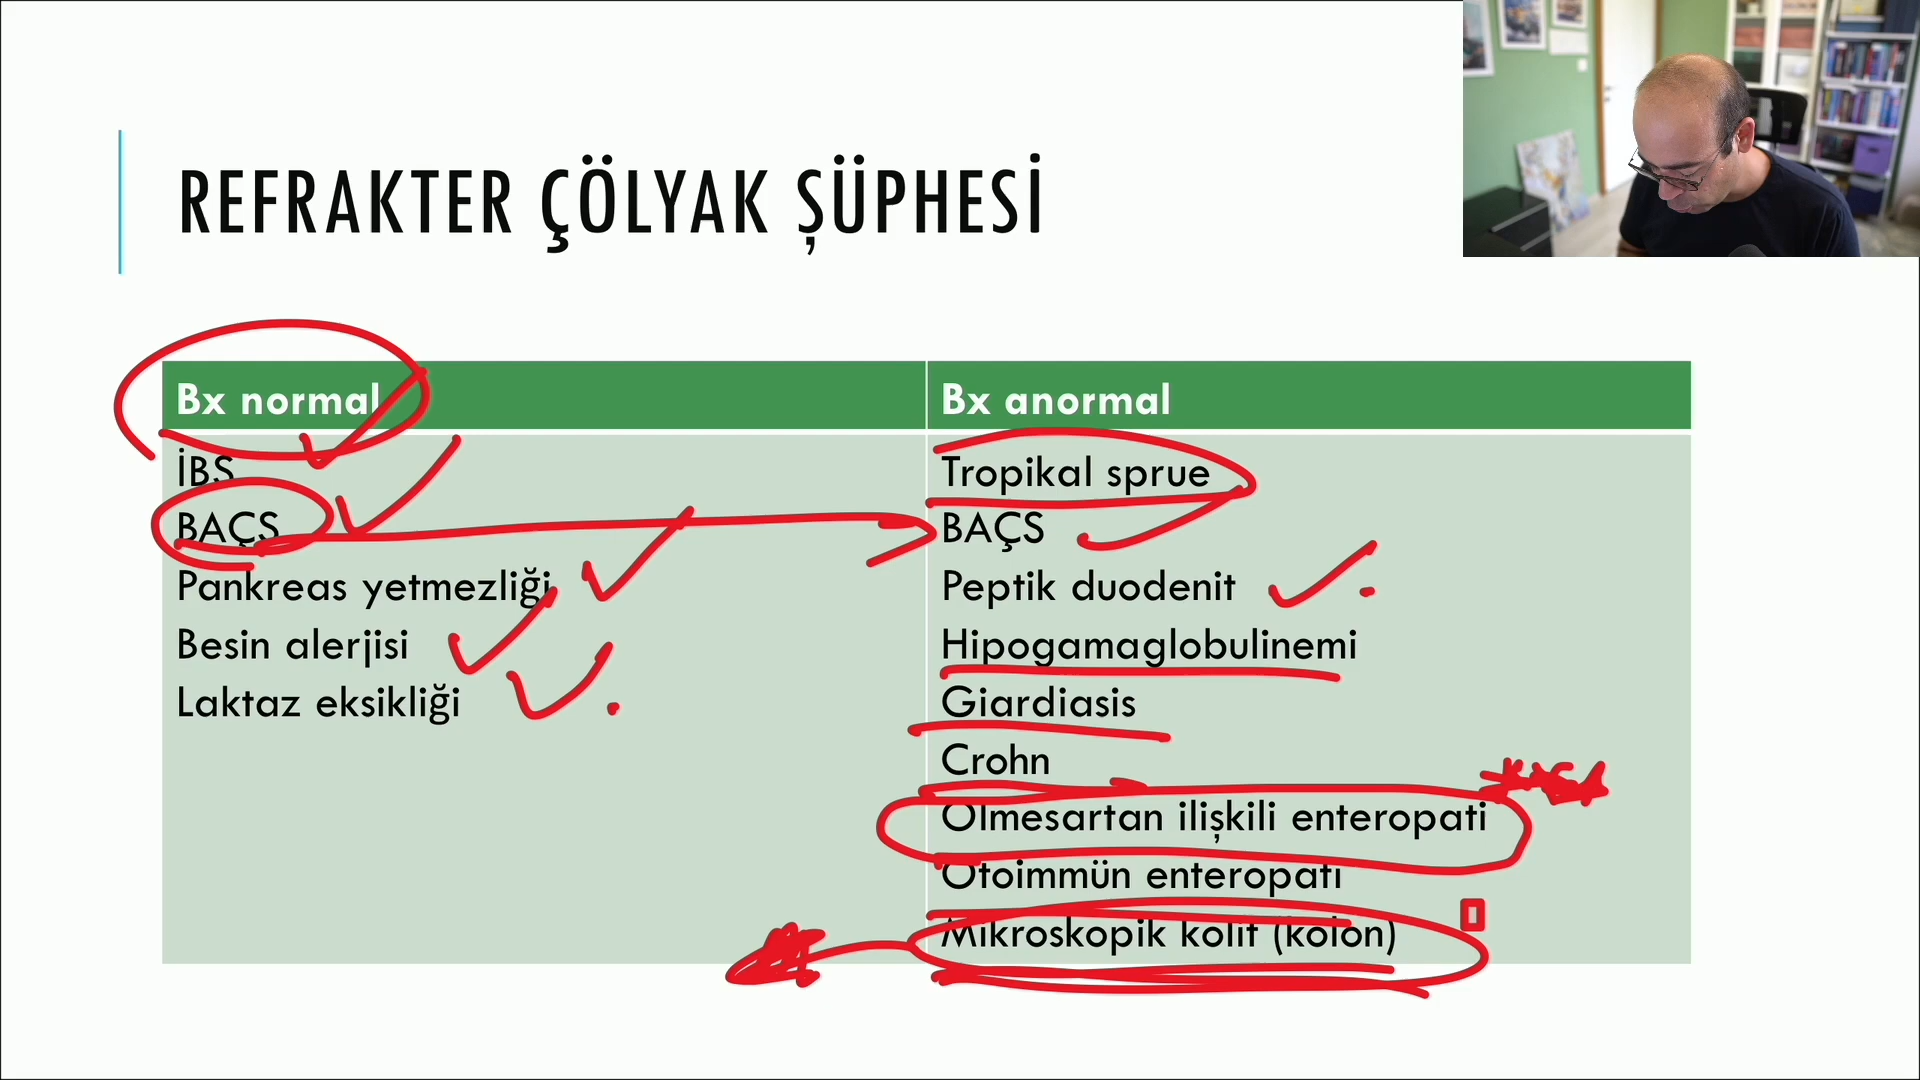 REFRAKTER ÇÖLYAK ŞÜPHESİ
Bx normal
Bx anormal
İBS
BAÇS
Pankreas yetmezliği
Besin alerjisi
Laktaz eksikliği
Tropikal sprue
BAÇS
Peptik duodenit
Hipogamaglobulinemi
Giardiasis
Crohn
Olmesartan ilişkili enteropati
Otoimmün enteropati
Mikroskopik kolit (kolon)